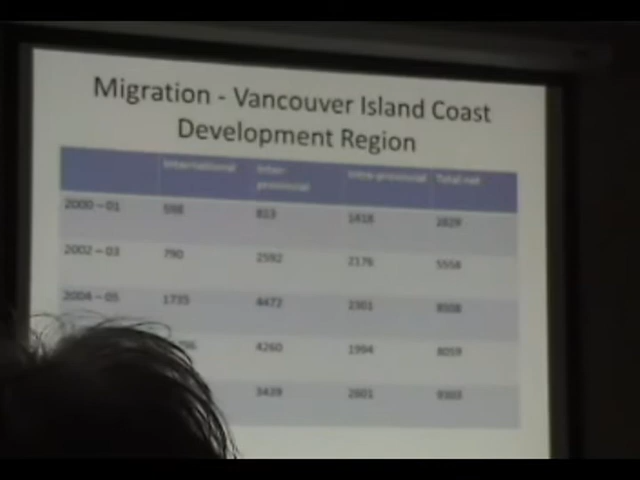 Migration - Vancouver Island Coast
Development Region
International Inter-provincial Intra-provincial Total net
2000 – 01 598 813 1418 2829
2002 – 03 790 2592 2176 5558
2004 – 05 1735 4472 2301 8508
4260 1994 8059
3439 2601 9303